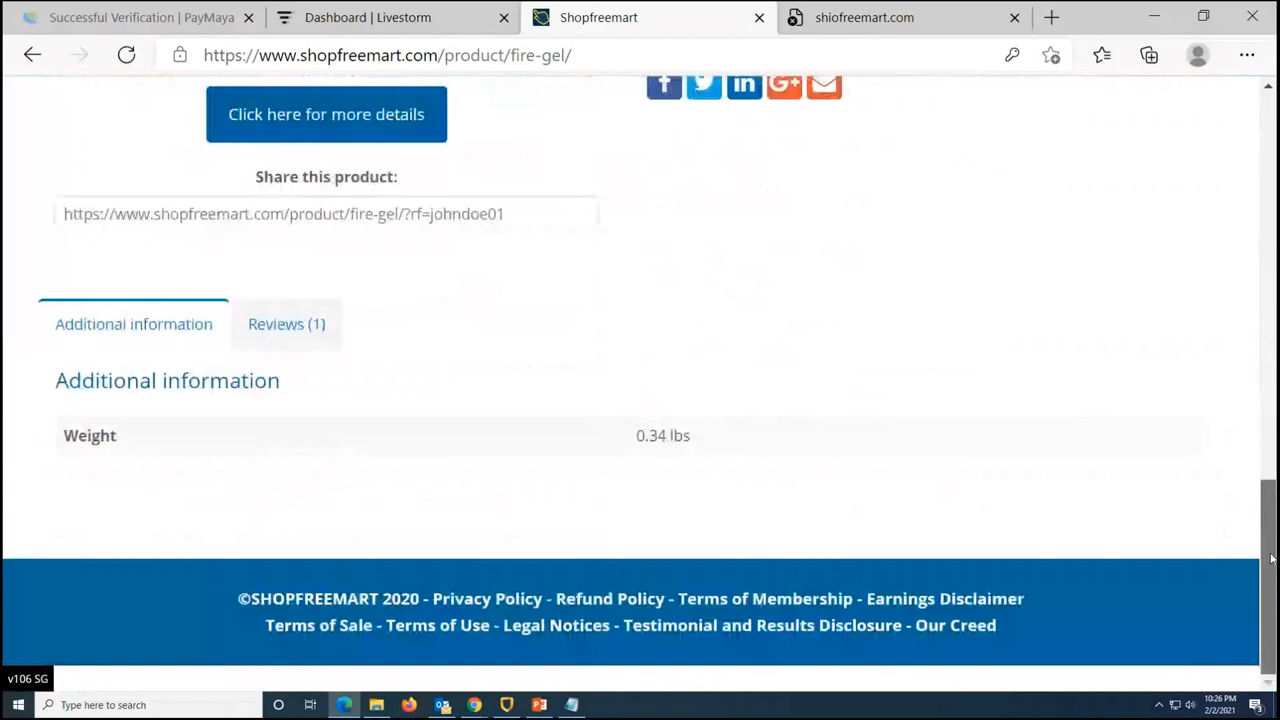 Successful Verification | PayMaya
Dashboard | Livestorm
Shopfreemart
shiofreemart.com
https://www.shopfreemart.com/product/fire-gel/
Click here for more details
Share this product:
https://www.shopfreemart.com/product/fire-gel/?rf=johndoe01
Additional information
Reviews (1)
Additional information
Weight
0.34 lbs
©SHOPFREEMART 2020 - Privacy Policy - Refund Policy - Terms of Membership - Earnings Disclaimer
Terms of Sale - Terms of Use - Legal Notices - Testimonial and Results Disclosure - Our Creed
v106 SG
Type here to search
10:26 PM
2/2/2021